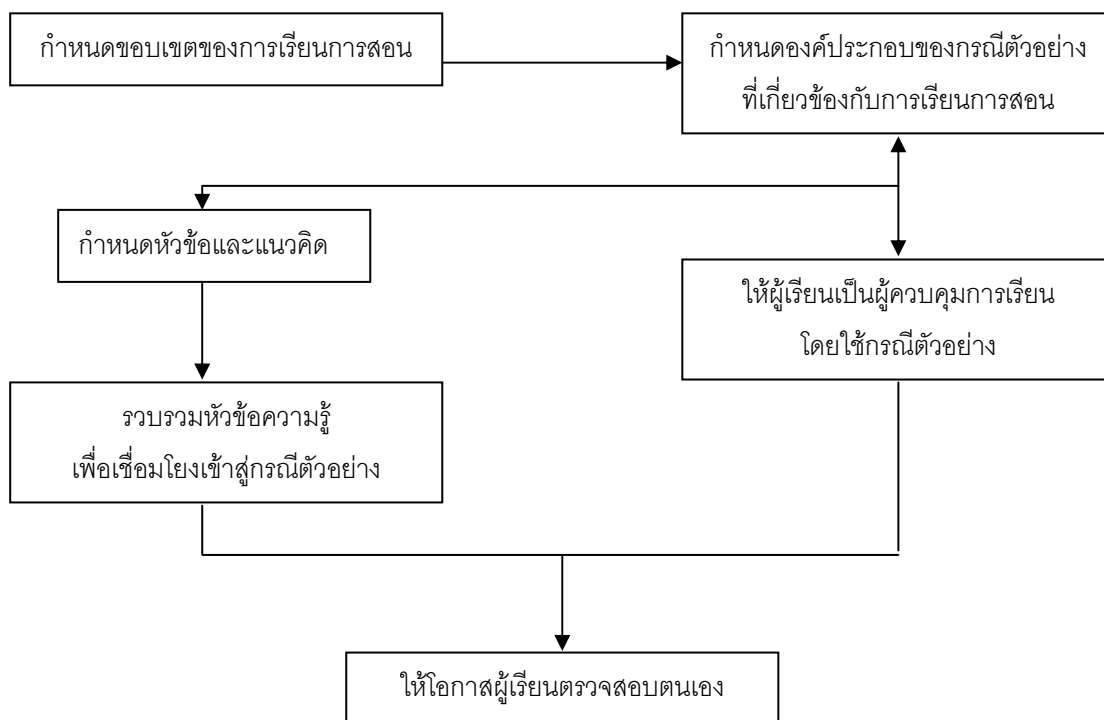 กำหนดขอบเขตของการเรียนการสอน
กำหนดองค์ประกอบของกรณีตัวอย่าง
ที่เกี่ยวข้องกับการเรียนการสอน
กำหนดหัวข้อและแนวคิด
ให้ผู้เรียนเป็นผู้ควบคุมการเรียน
โดยใช้กรณีตัวอย่าง
รวบรวมหัวข้อความรู้
เพื่อเชื่อมโยงเข้าสู่กรณีตัวอย่าง
ให้โอกาสผู้เรียนตรวจสอบตนเอง